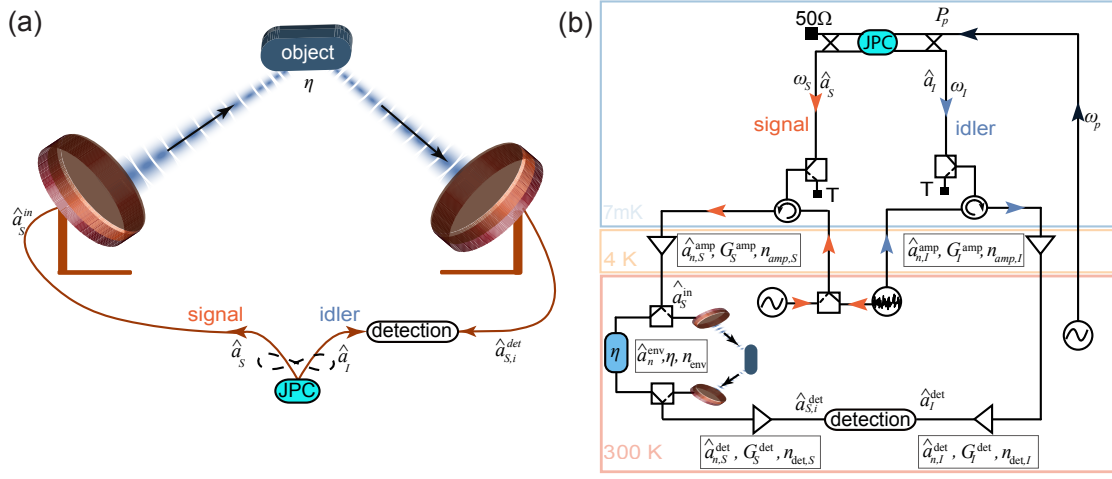 (a)
object
η
â_S^in
signal
idler
detection
â_S
â_I
â_{S,i}^det
JPC
(b)
50Ω
P_p
JPC
ω_S
â_S
â_I
ω_I
ω_p
signal
idler
T
T
7mK
â_{n,S}^amp, G_S^amp, n_{amp,S}
â_{n,I}^amp, G_I^amp, n_{amp,I}
4 K
â_S^in
η
â_n^env, η, n_env
â_{S,i}^det
detection
â_I^det
300 K
â_{n,S}^det, G_S^det, n_{det,S}
â_{n,I}^det, G_I^det, n_{det,I}